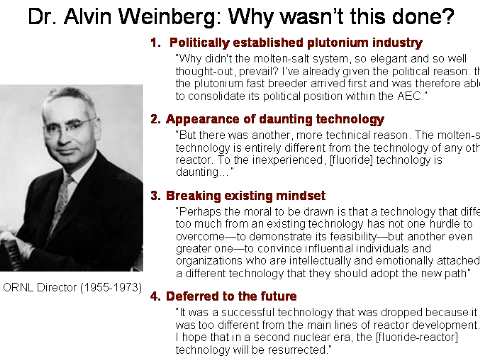 Dr. Alvin Weinberg: Why wasn't this done?
1. Politically established plutonium industry
"Why didn't the molten-salt system, so elegant and so well
thought-out, prevail? I've already given the political reason:
the plutonium fast breeder arrived first and was therefore
to consolidate its political position within the AEC."
2. Appearance of daunting technology
"But there was another, more technical reason. The
technology is entirely different from the technology of any
reactor. To the inexperienced, [fluoride] technology is
daunting…"
3. Breaking existing mindset
"Perhaps the moral to be drawn is that a technology that
too much from an existing technology has not one hurdle to
overcome—to demonstrate its feasibility—but another even
greater one—to convince influential individuals and
organizations who are intellectually and emotionally attached
a different technology that they should adopt the new path"
ORNL Director (1955-1973)
4. Deferred to the future
"It was a successful technology that was dropped because it
was too different from the main lines of reactor development.
I hope that in a second nuclear era, the [fluoride-reactor]
technology will be resurrected."